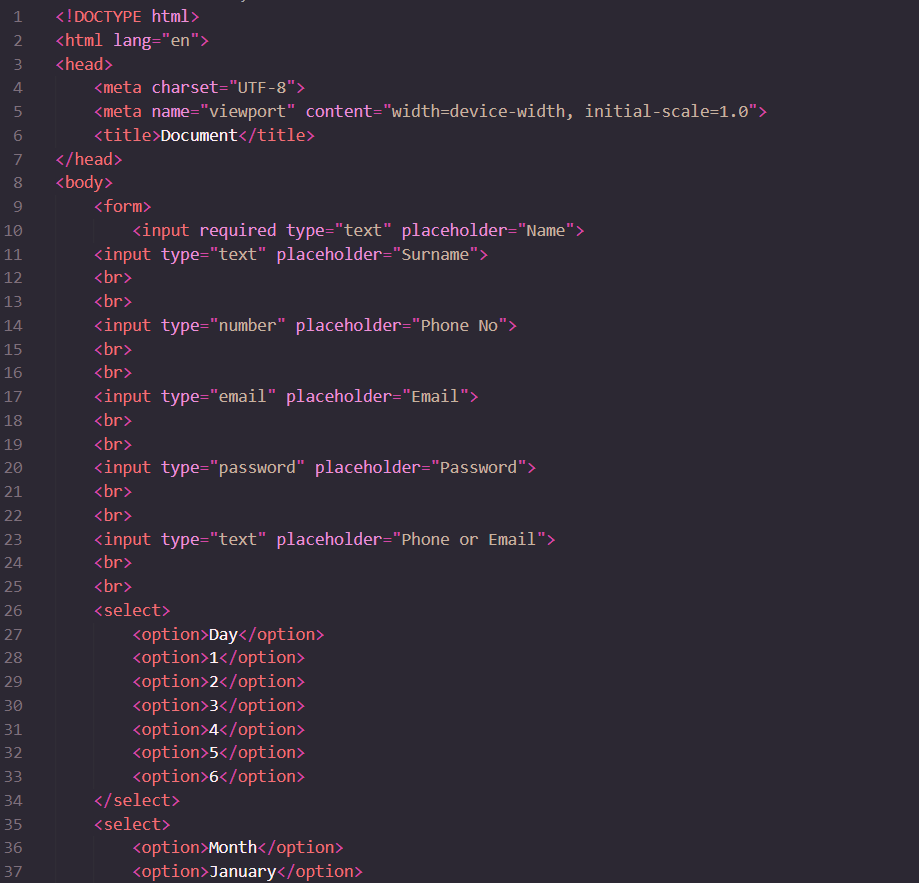 1 <!DOCTYPE html>
2 <html lang="en">
3 <head>
4     <meta charset="UTF-8">
5     <meta name="viewport" content="width=device-width, initial-scale=1.0">
6     <title>Document</title>
7 </head>
8 <body>
9     <form>
10         <input required type="text" placeholder="Name">
11     <input type="text" placeholder="Surname">
12     <br>
13     <br>
14     <input type="number" placeholder="Phone No">
15     <br>
16     <br>
17     <input type="email" placeholder="Email">
18     <br>
19     <br>
20     <input type="password" placeholder="Password">
21     <br>
22     <br>
23     <input type="text" placeholder="Phone or Email">
24     <br>
25     <br>
26     <select>
27         <option>Day</option>
28         <option>1</option>
29         <option>2</option>
30         <option>3</option>
31         <option>4</option>
32         <option>5</option>
33         <option>6</option>
34     </select>
35     <select>
36         <option>Month</option>
37         <option>January</option>